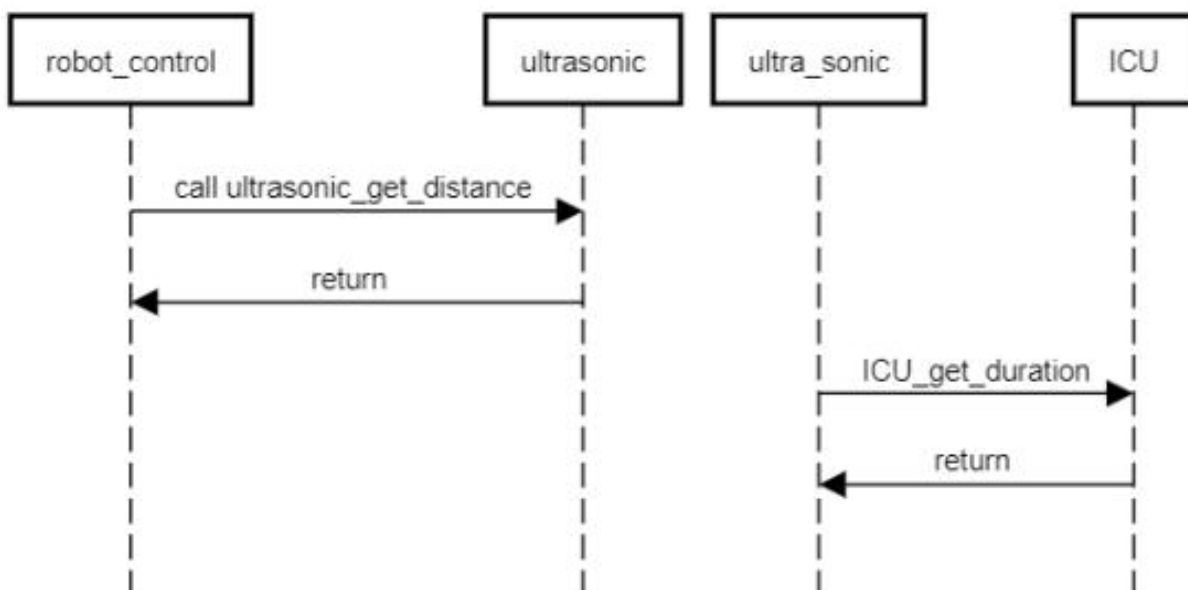 robot_control
ultrasonic
ultra_sonic
ICU
call ultrasonic_get_distance
return
ICU_get_duration
return